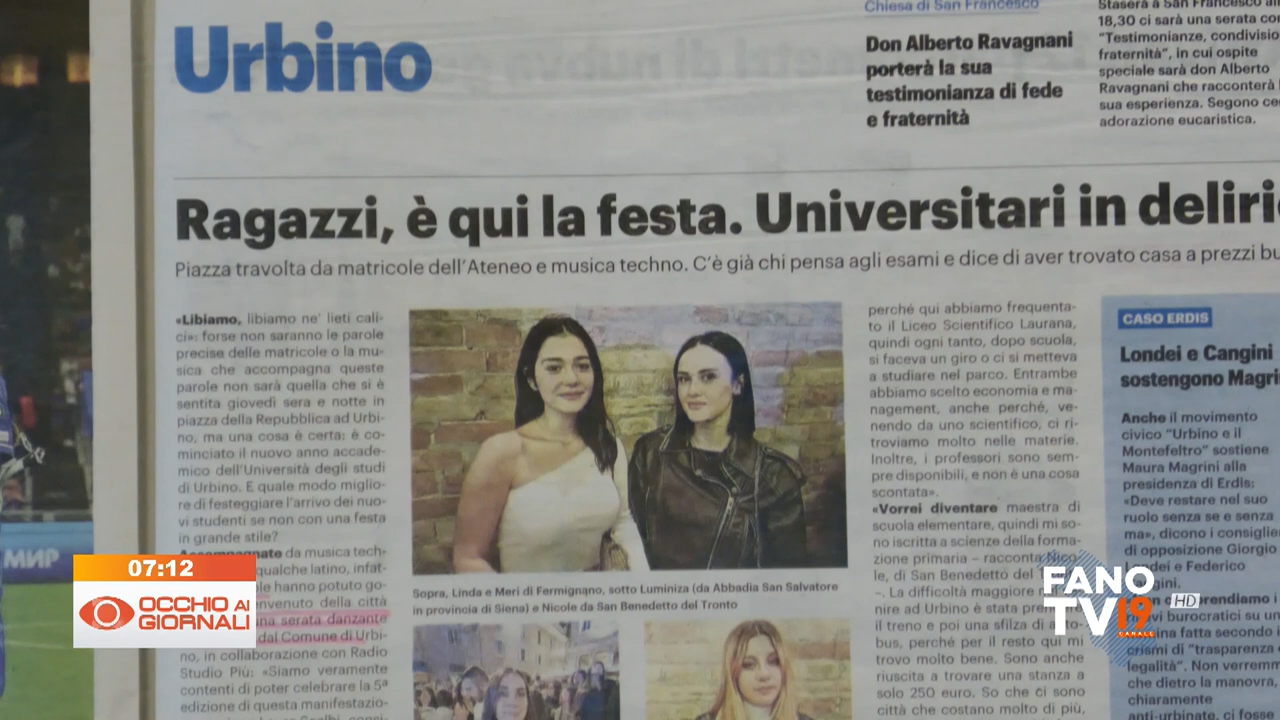 Urbino
Chiesa di San Francesco
Don Alberto Ravagnani
porterà la sua
testimonianza di fede
e fraternità
Stasera a San Francesco
18,30 ci sarà una serata
"Testimonianze,
fraternità", in cui ospite
speciale sarà don Alberto
Ravagnani che racconterà
sua esperienza. Segono
adorazione eucaristica.
Ragazzi, è qui la festa. Universitari in
Piazza travolta da matricole dell'Ateneo e musica techno. C'è già chi pensa agli esami e dice di aver trovato casa a prezzi
«Libiamo, libiamo ne' lieti cali-
ci»: forse non saranno le parole
precise delle matricole o la mu-
sica che accompagna queste
parole non sarà quella che si è
sentita giovedì sera e notte in
piazza della Repubblica ad Urbi-
no, ma una cosa è certa: è co-
minciato il nuovo anno accade-
mico dell'Università degli studi
di Urbino. E quale modo miglio-
re di festeggiare l'arrivo dei nuo-
vi studenti se non con una festa
in grande stile?
Accompagnate da musica tech-
qualche latino, infat-
hanno potuto go-
della città
una serata danzante
dal Comune di Urbi-
no, in collaborazione con Radio
Studio Più: «Siamo veramente
contenti di poter celebrare la 5ª
edizione di questa manifestazio-
Sopra, Linda e Meri di Fermignano, sotto Luminiza (da Abbadia San Salvatore
in provincia di Siena) e Nicole da San Benedetto del Tronto
perché qui abbiamo frequenta-
to il Liceo Scientifico Laurana,
quindi ogni tanto, dopo scuola,
si faceva un giro o ci si metteva
a studiare nel parco. Entrambe
abbiamo scelto economia e ma-
nagement, anche perché, ve-
nendo da uno scientifico, ci ri-
troviamo molto nelle materie.
Inoltre, i professori sono sem-
pre disponibili, e non è una cosa
scontata».
«Vorrei diventare maestra di
scuola elementare, quindi mi so-
no iscritta a scienze della forma-
zione primaria – racconta
le, di San Benedetto del
–. La difficoltà maggiore
nire ad Urbino è stata
il treno e poi una sfilza di
bus, perché per il resto qui mi
trovo molto bene. Sono anche
riuscita a trovare una stanza a
solo 250 euro. So che ci sono
città che costano molto di più,
CASO ERDIS
Londei e Cangini
sostengono
Anche il movimento
civico "Urbino e il
Montefeltro" sostiene
Maura Magrini alla
presidenza di Erdis:
«Deve restare nel suo
ruolo senza se e senza
ma», dicono i
di opposizione Giorgio
e Federico
burocratici su
fatta secondo i
crismi di "trasparenza
legalità". Non
che dietro la manovra,
chiaramente
anti-urbinate, ci fosse
МИР
07:12
OCCHIO AI
GIORNALI
FANO
TV 19
CANALE
HD